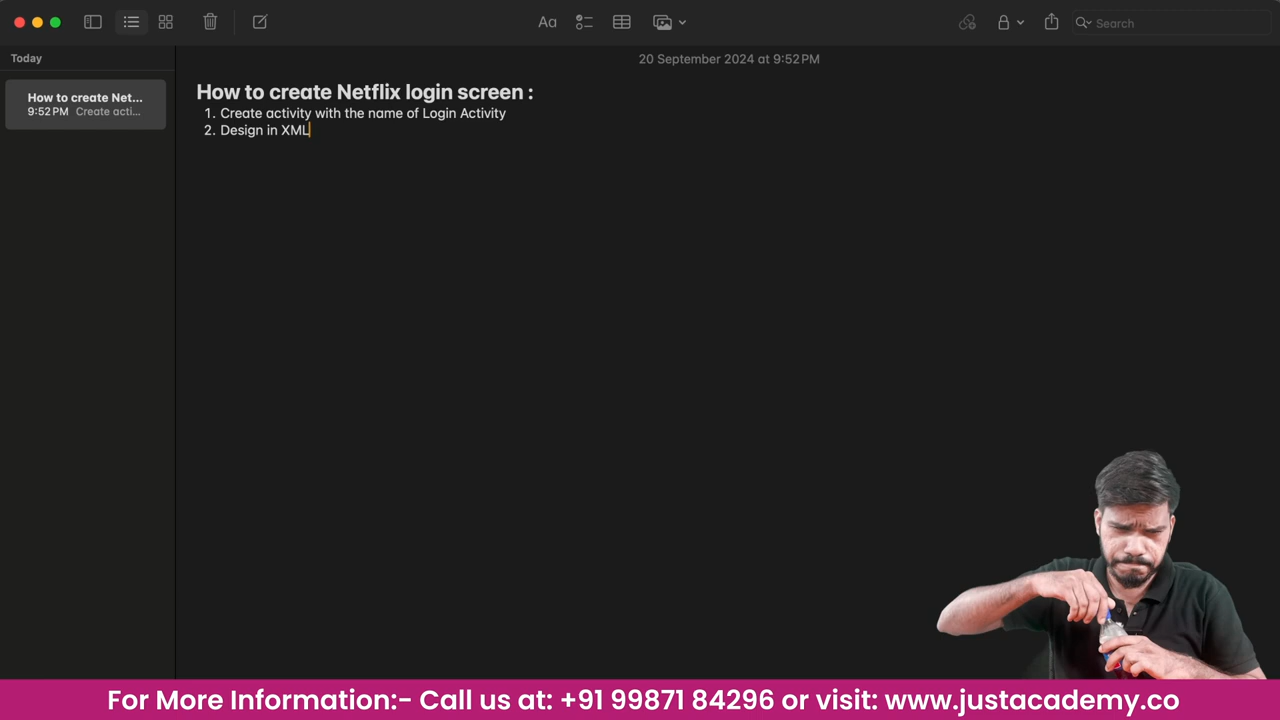 Aa
Search
Today
20 September 2024 at 9:52 PM
How to create Net...
9:52 PM Create acti...
How to create Netflix login screen :
1. Create activity with the name of Login Activity
2. Design in XML
For More Information:- Call us at: +91 99871 84296 or visit: www.justacademy.co